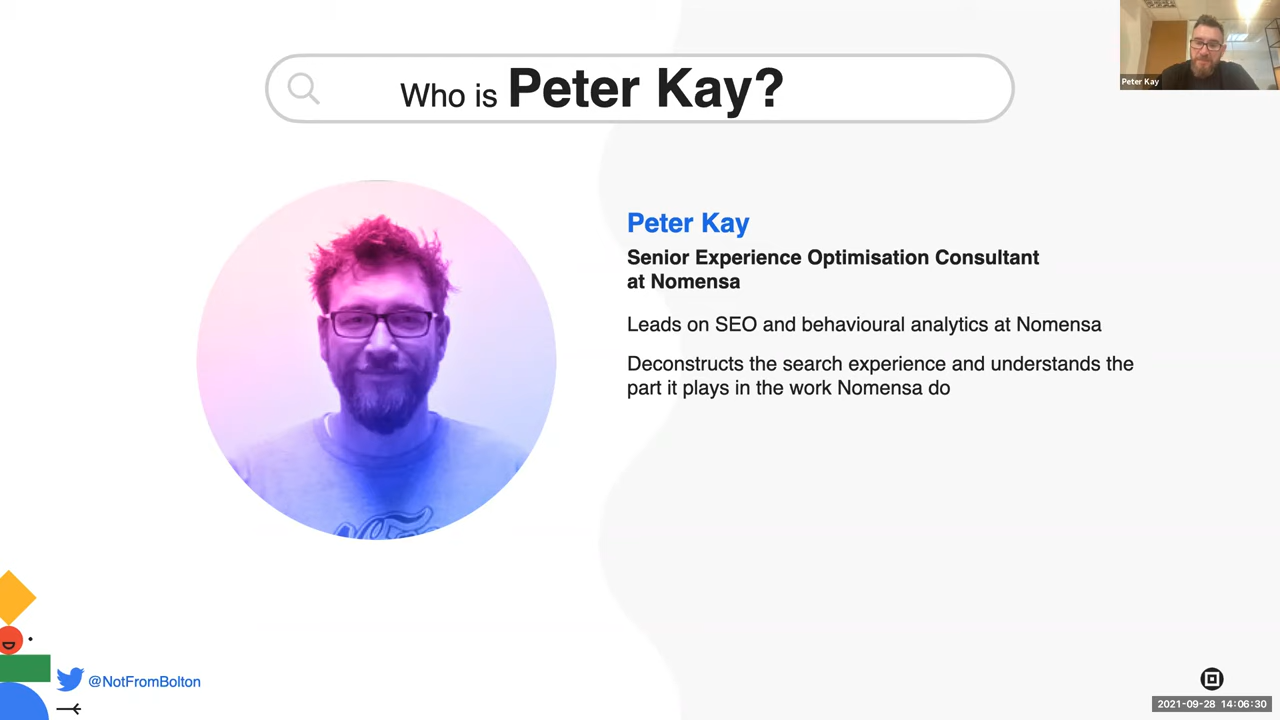 Who is Peter Kay?
Peter Kay
Peter Kay
Senior Experience Optimisation Consultant
at Nomensa
Leads on SEO and behavioural analytics at Nomensa
Deconstructs the search experience and understands the
part it plays in the work Nomensa do
@NotFromBolton
2021-09-28 14:06:30